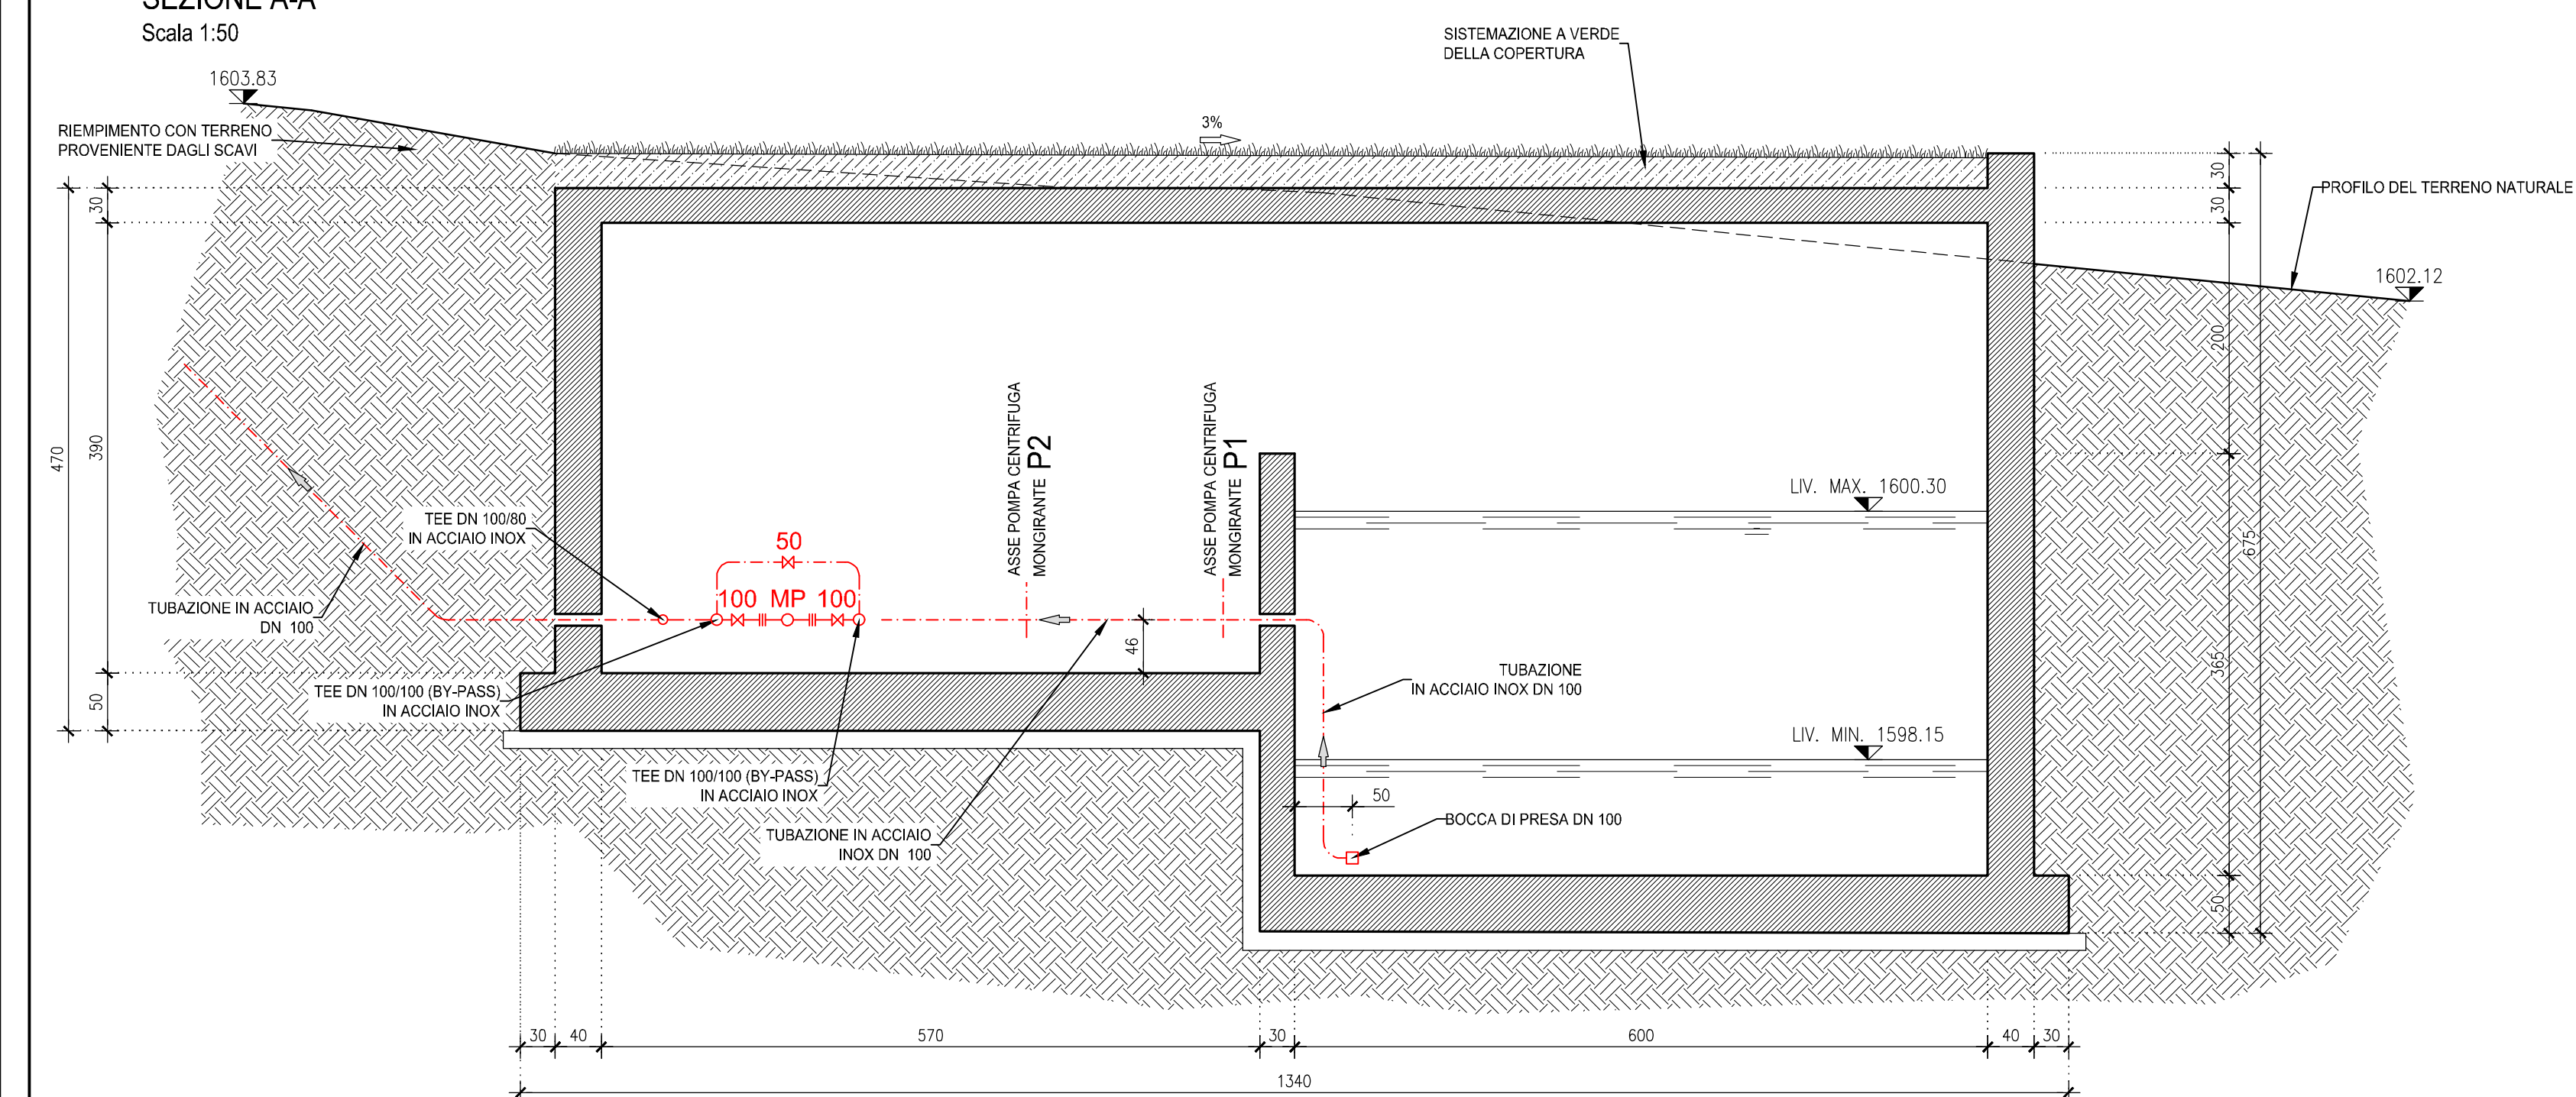 SEZIONE A-A
Scala 1:50
1603.83
RIEMPIMENTO CON TERRENO
PROVENIENTE DAGLI SCAVI
SISTEMAZIONE A VERDE
DELLA COPERTURA
3%
PROFILO DEL TERRENO NATURALE
1602.12
30
390
50
470
30
30
200
365
50
675
ASSE POMPA CENTRIFUGA
MONGIRANTE P2
ASSE POMPA CENTRIFUGA
MONGIRANTE P1
LIV. MAX. 1600.30
TEE DN 100/80
IN ACCIAIO INOX
50
100 MP 100
TUBAZIONE IN ACCIAIO
DN 100
46
TUBAZIONE
IN ACCIAIO INOX DN 100
TEE DN 100/100 (BY-PASS)
IN ACCIAIO INOX
LIV. MIN. 1598.15
TEE DN 100/100 (BY-PASS)
IN ACCIAIO INOX
50
BOCCA DI PRESA DN 100
TUBAZIONE IN ACCIAIO
INOX DN 100
30 40 570 30 600 40 30
1340